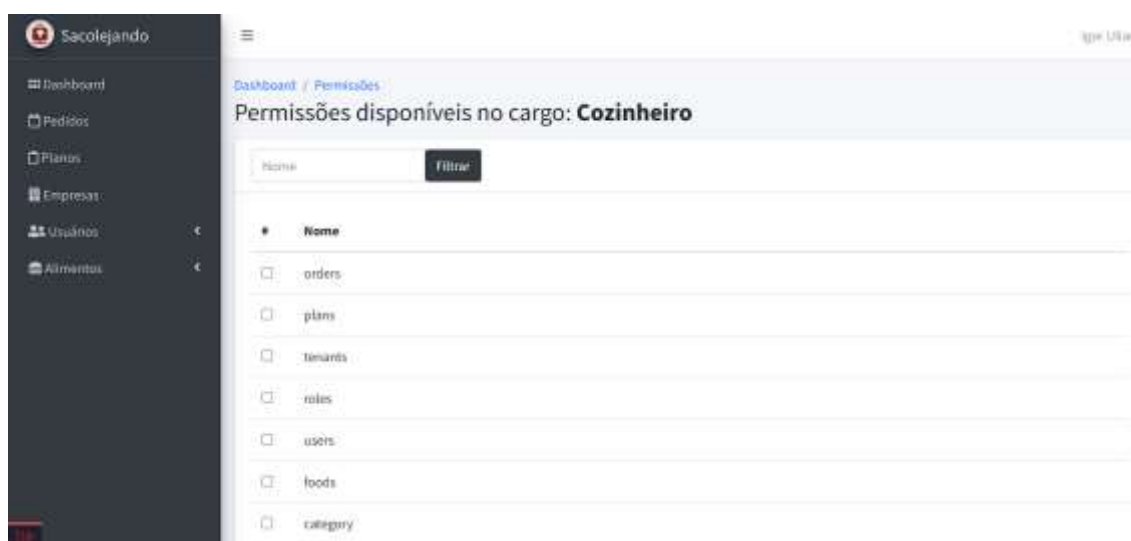 Sacolejando
Dashboard
Pedidos
Planos
Empresas
Usuários
Alimentos
Dashboard / Permissões
Permissões disponíveis no cargo: Cozinheiro
Nome
Filtrar
# Nome
orders
plans
tenants
roles
users
foods
category